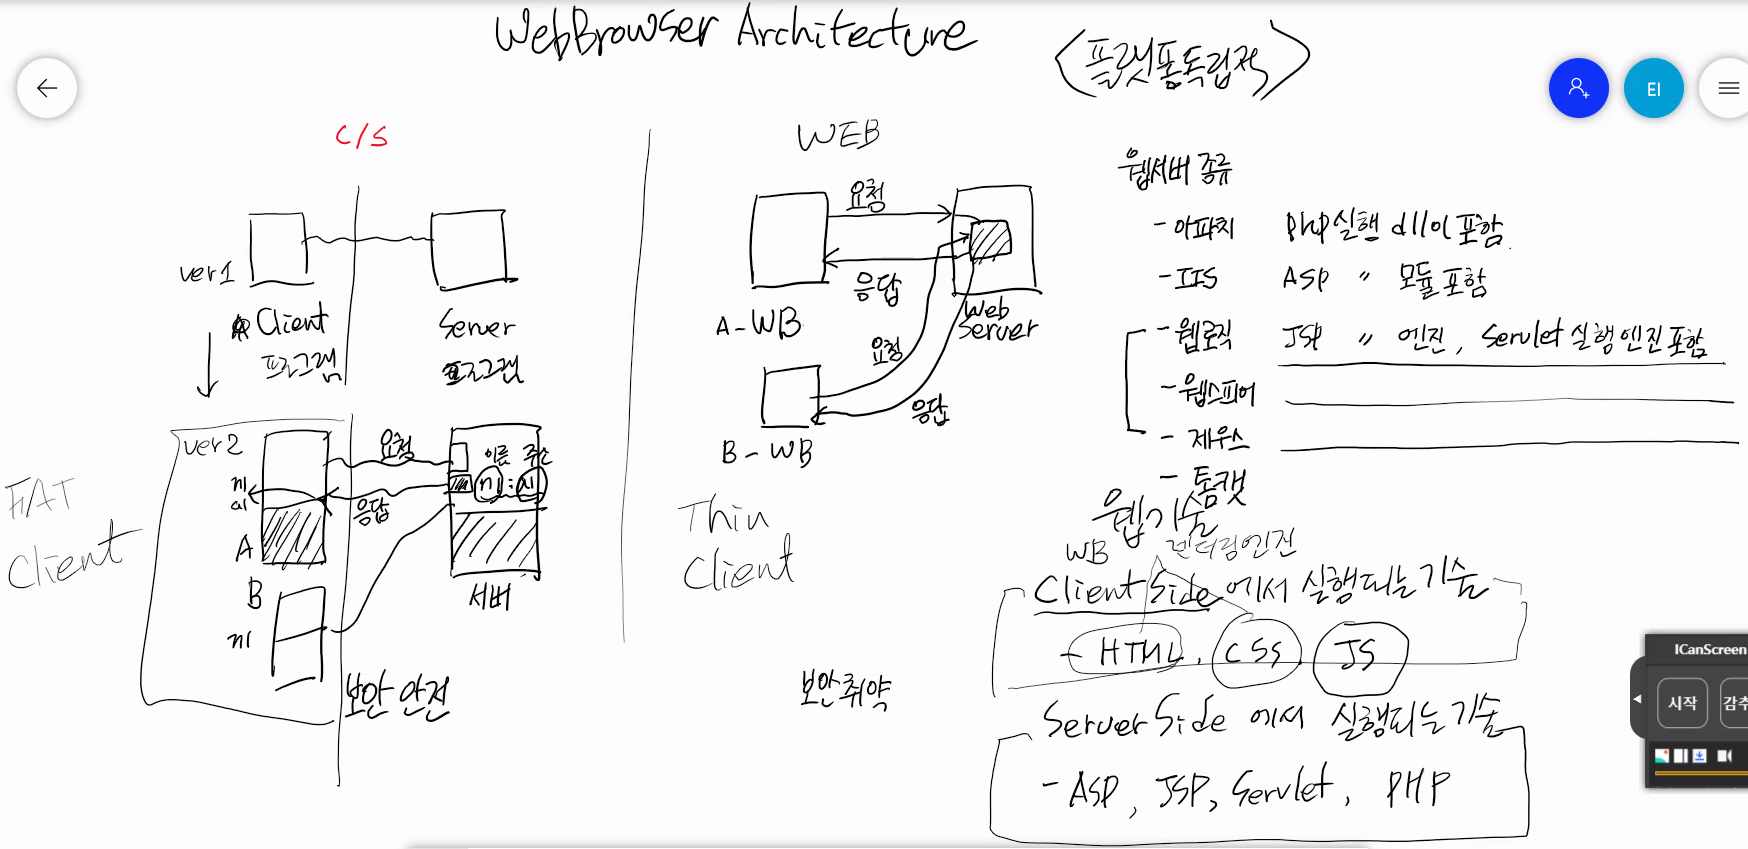 WebBrowser Architecture
<플랫폼독립적>
EI
C/S
ver1
A Client
프로그램
Server
프로그램
ver2
요청
이름 주소
응답
A
B
서버
FAT
Client
보안 안전
WEB
요청
응답
A-WB
Web
Server
요청
응답
B-WB
Thin
Client
보안취약
웹서버 종류
- 아파치 PhP실행 dll이 포함.
- IIS ASP 〃 모듈포함
- 웹로직 JSP 〃 엔진, Servlet 실행엔진포함
- 웹스피어
- 제우스
- 톰캣
웹기술
WB 렌더링엔진
Client Side에서 실행되는기술
- HTML, CSS, JS
Server Side 에서 실행되는기술
- ASP, JSP, Servlet, PHP
ICanScreen
시작
감추